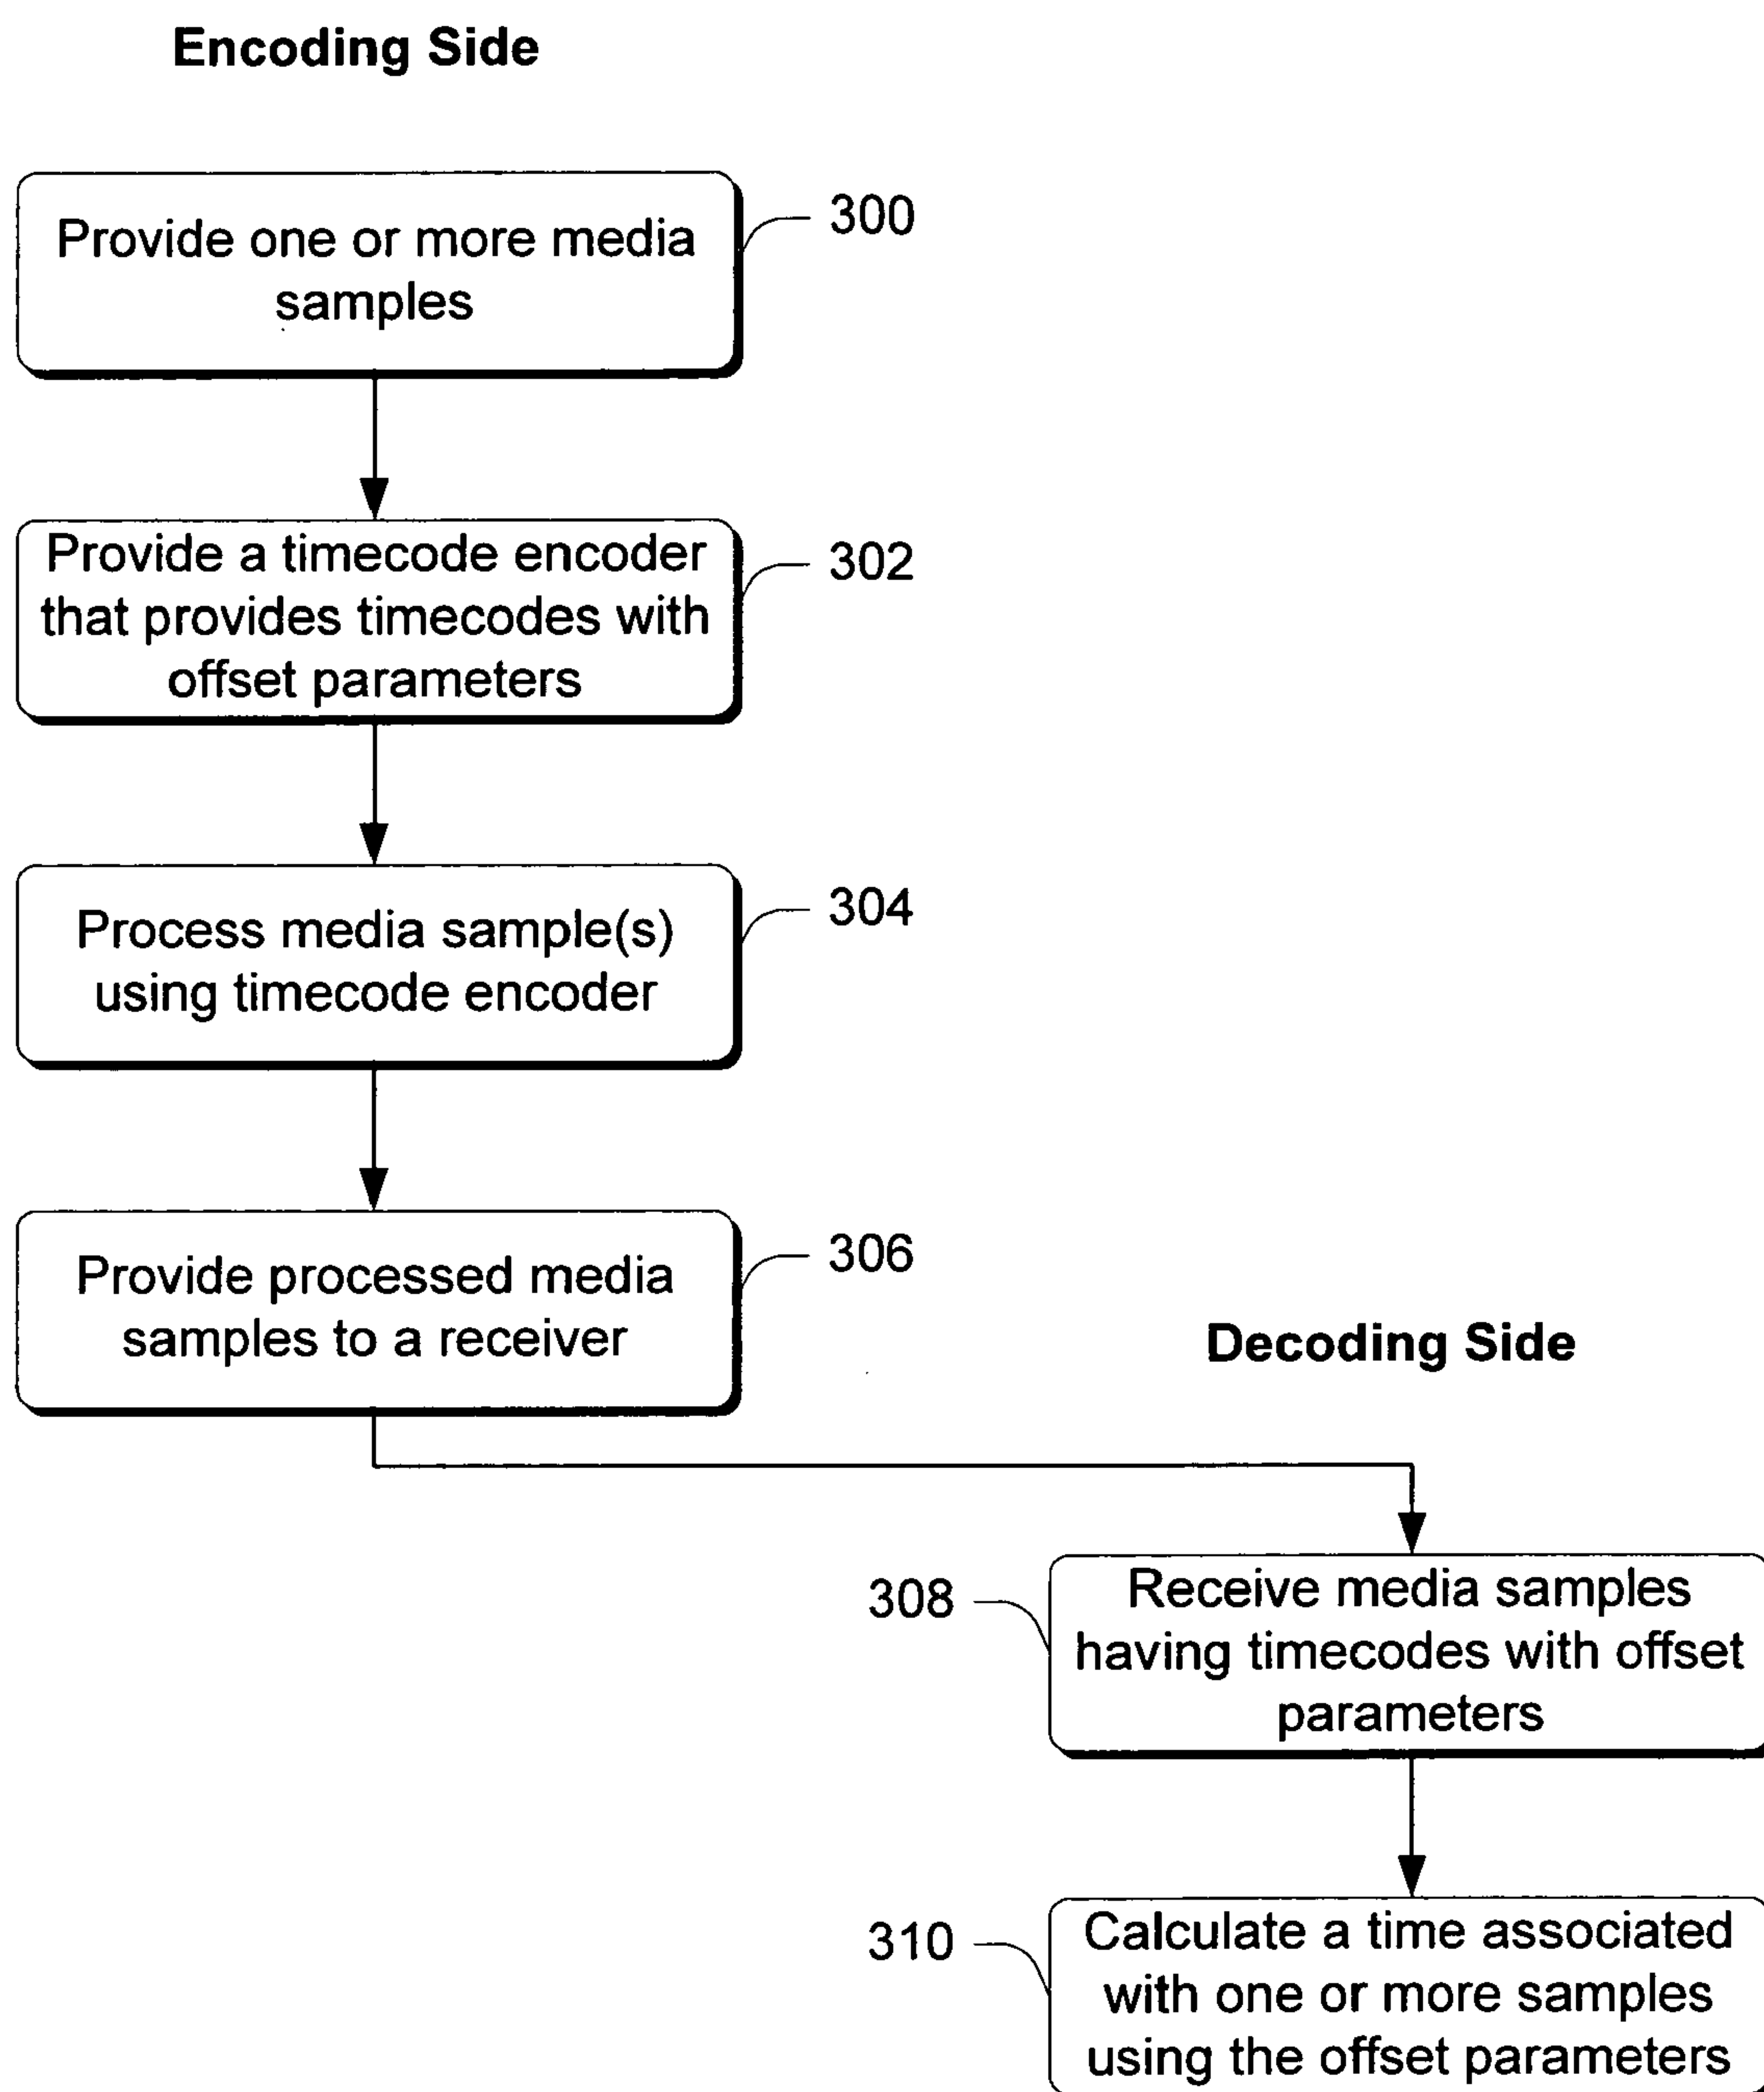 Encoding Side
Provide one or more media
samples
300
Provide a timecode encoder
that provides timecodes with
offset parameters
302
Process media sample(s)
using timecode encoder
304
Provide processed media
samples to a receiver
306
Decoding Side
308
Receive media samples
having timecodes with offset
parameters
310
Calculate a time associated
with one or more samples
using the offset parameters